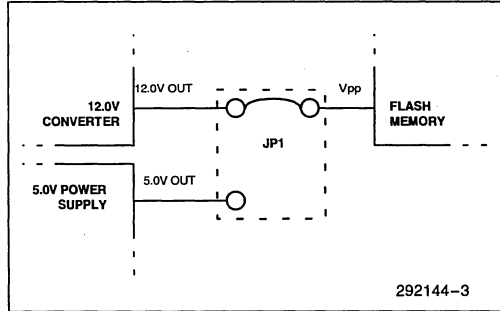 12.0V OUT
Vpp
12.0V
CONVERTER
FLASH
MEMORY
JP1
5.0V OUT
5.0V POWER
SUPPLY
292144-3